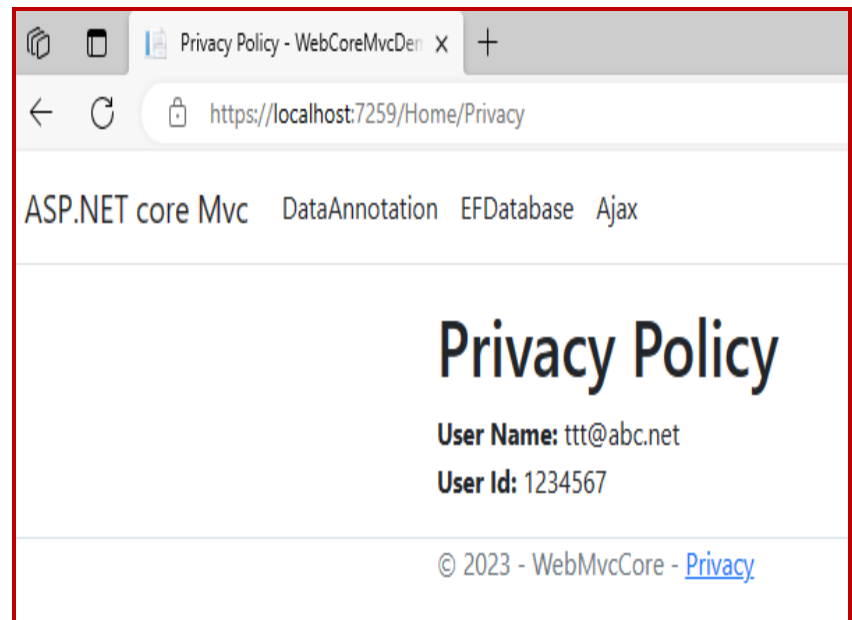 Privacy Policy - WebCoreMvcDen
https://localhost:7259/Home/Privacy
ASP.NET core Mvc DataAnnotation EFDatabase Ajax
Privacy Policy
User Name: ttt@abc.net
User Id: 1234567
© 2023 - WebMvcCore - Privacy